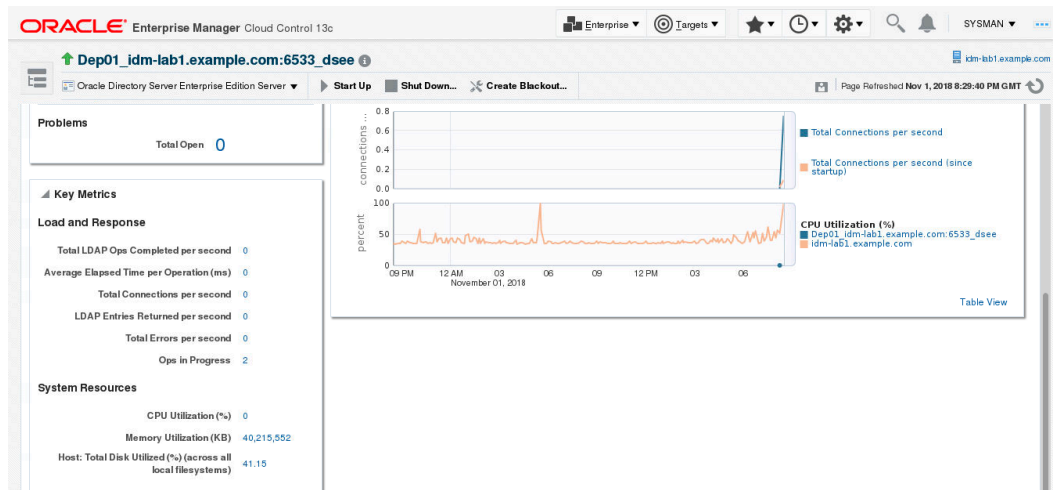 ORACLE Enterprise Manager Cloud Control 13c
Enterprise Targets SYSMAN
Dep01_idm-lab1.example.com:6533_dsee
idm-lab1.example.com
Oracle Directory Server Enterprise Edition Server Start Up Shut Down... Create Blackout... Page Refreshed Nov 1, 2018 8:29:40 PM GMT
Problems
Total Open 0
Key Metrics
Load and Response
Total LDAP Ops Completed per second 0
Average Elapsed Time per Operation (ms) 0
Total Connections per second 0
LDAP Entries Returned per second 0
Total Errors per second 0
Ops in Progress 2
System Resources
CPU Utilization (%) 0
Memory Utilization (KB) 40,215,552
Host: Total Disk Utilized (%) (across all
local filesystems) 41.15
connections ...
0.8
0.6
0.4
0.2
0.0
Total Connections per second
Total Connections per second (since
startup)
percent
100
50
0
09 PM 12 AM 03 06 09 12 PM 03 06
November 01, 2018
CPU Utilization (%)
Dep01_idm-lab1.example.com:6533_dsee
idm-lab1.example.com
Table View